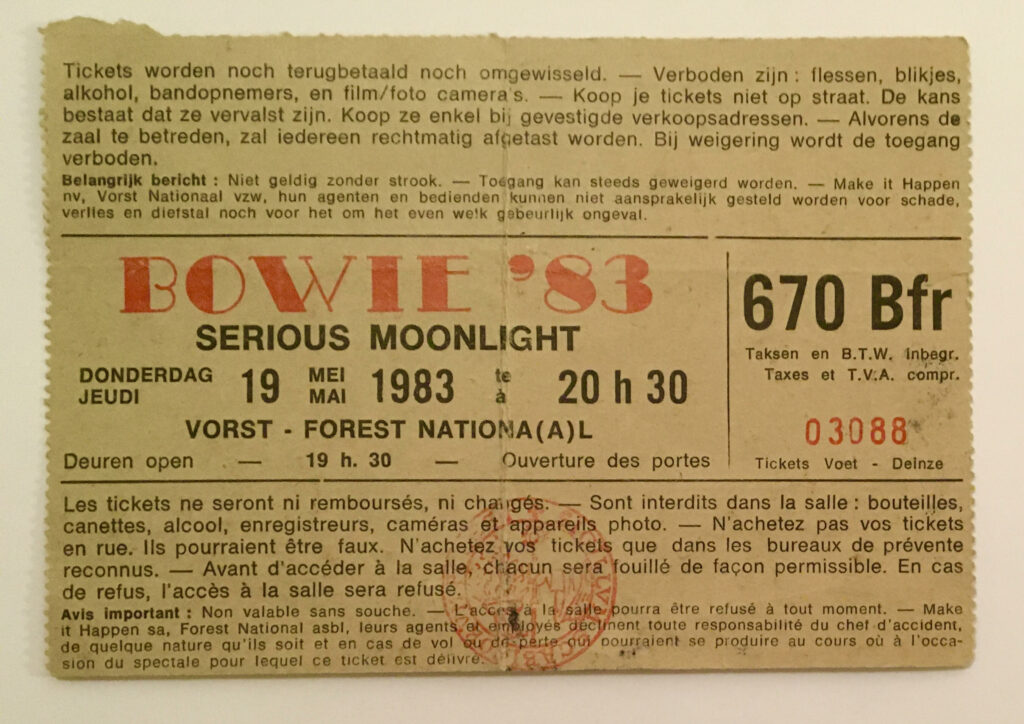 Tickets worden noch terugbetaald noch omgewisseld. — Verboden zijn : flessen, blikjes,
alkohol, bandopnemers, en film/foto camera's. — Koop je tickets niet op straat. De kans
bestaat dat ze vervalst zijn. Koop ze enkel bij gevestigde verkoopsadressen. — Alvorens de
zaal te betreden, zal iedereen rechtmatig afgetast worden. Bij weigering wordt de toegang
verboden.
Belangrijk bericht : Niet geldig zonder strook. — Toegang kan steeds geweigerd worden. — Make it Happen
nv, Vorst Nationaal vzw, hun agenten en bedienden kunnen niet aansprakelijk gesteld worden voor schade,
verlies en diefstal noch voor het om het even welk gebeurlijk ongeval.
BOWIE '83
SERIOUS MOONLIGHT
DONDERDAG JEUDI 19 MEI MAI 1983 te à 20 h 30
VORST - FOREST NATIONA(A)L
Deuren open — 19 h. 30 — Ouverture des portes
670 Bfr
Taksen en B.T.W. inbegr.
Taxes et T.V.A. compr.
03088
Tickets Voet - Deinze
Les tickets ne seront ni remboursés, ni changés. — Sont interdits dans la salle : bouteilles,
canettes, alcool, enregistreurs, caméras et appareils photo. — N'achetez pas vos tickets
en rue. Ils pourraient être faux. N'achetez vos tickets que dans les bureaux de prévente
reconnus. — Avant d'accéder à la salle, chacun sera fouillé de façon permissible. En cas
de refus, l'accès à la salle sera refusé.
Avis important : Non valable sans souche. — L'accès à la salle pourra être refusé à tout moment. — Make
it Happen sa, Forest National asbl, leurs agents et employés déclinent toute responsabilité du chef d'accident,
de quelque nature qu'ils soit et en cas de vol ou de perte qui pourraient se produire au cours où à l'occa-
sion du spectale pour lequel ce ticket est délivré.